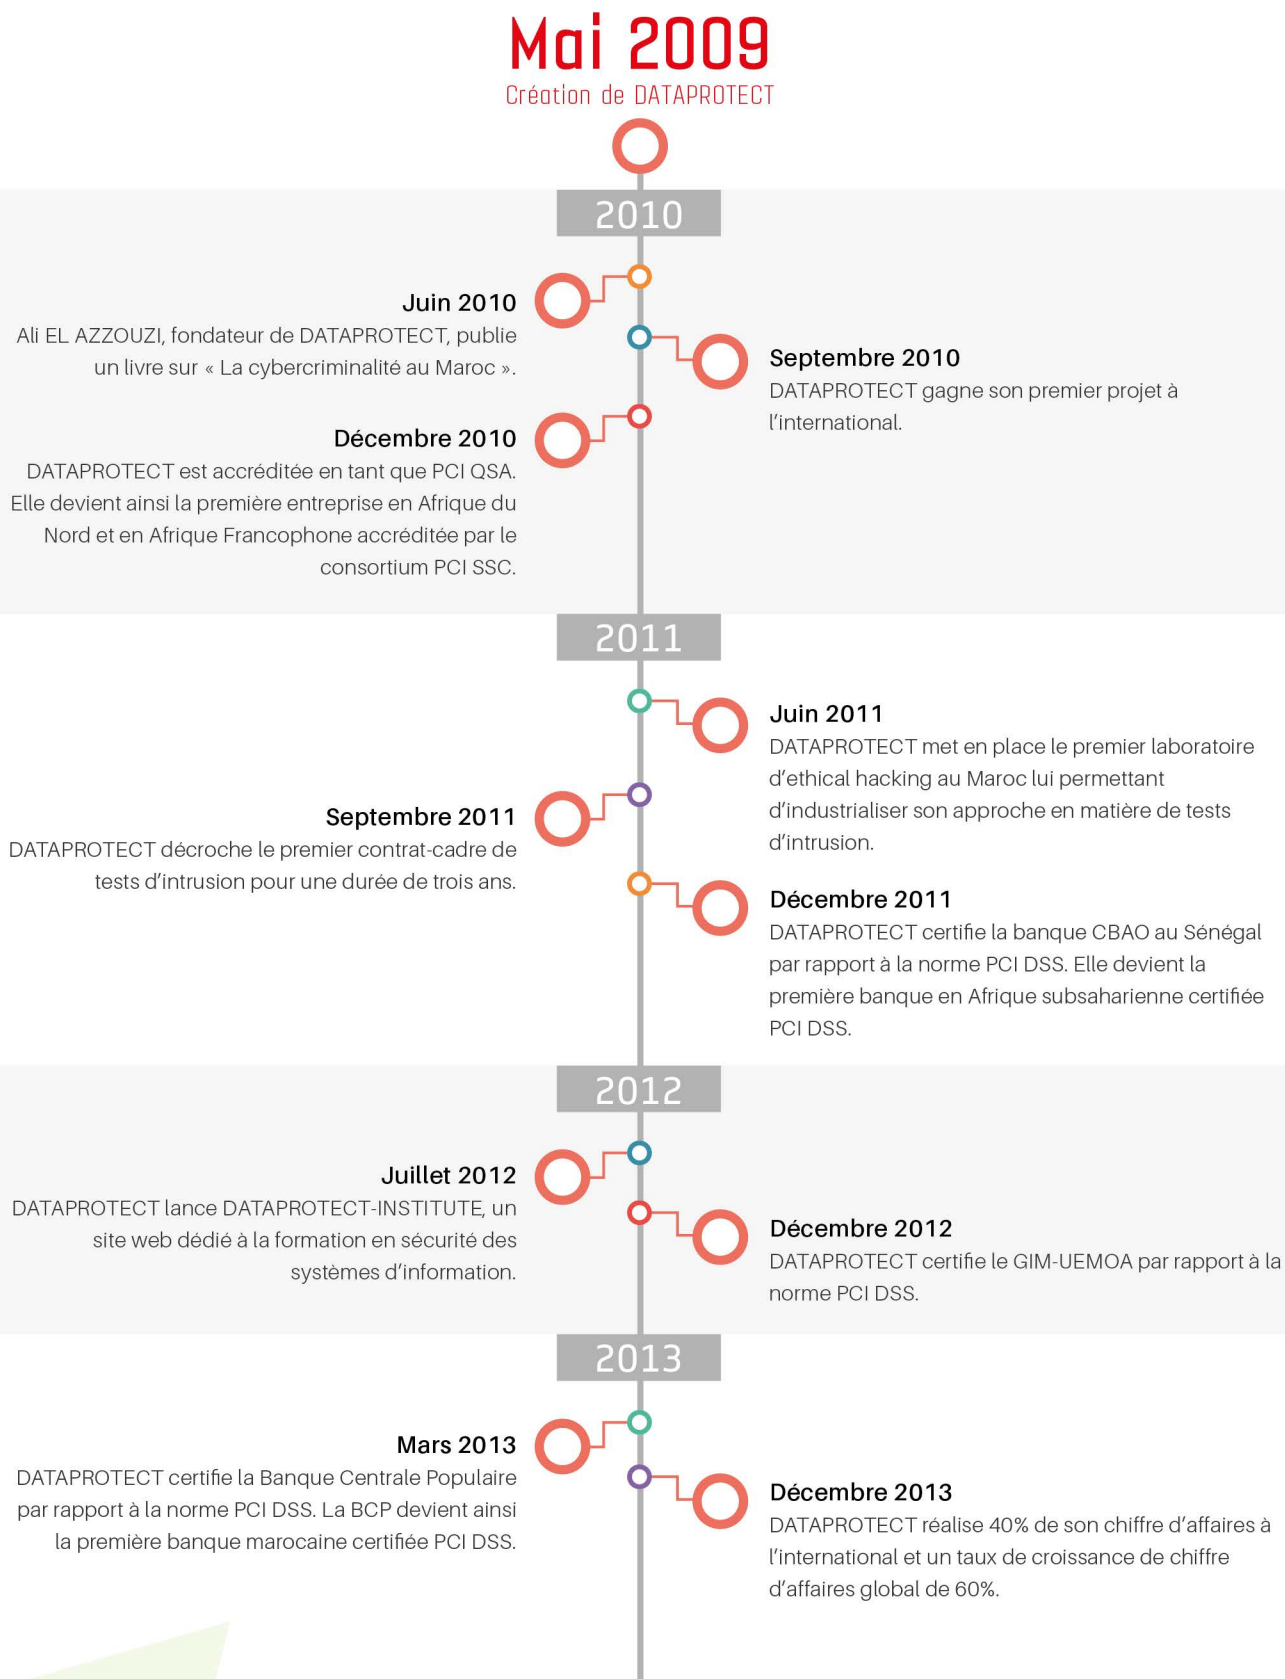 Mai 2009
Création de DATAPROTECT
2010
Juin 2010
Ali EL AZZOUZI, fondateur de DATAPROTECT, publie
un livre sur « La cybercriminalité au Maroc ».
Septembre 2010
DATAPROTECT gagne son premier projet à
l’international.
Décembre 2010
DATAPROTECT est accréditée en tant que PCI QSA.
Elle devient ainsi la première entreprise en Afrique du
Nord et en Afrique Francophone accréditée par le
consortium PCI SSC.
2011
Juin 2011
DATAPROTECT met en place le premier laboratoire
d’ethical hacking au Maroc lui permettant
d’industrialiser son approche en matière de tests
d’intrusion.
Septembre 2011
DATAPROTECT décroche le premier contrat-cadre de
tests d’intrusion pour une durée de trois ans.
Décembre 2011
DATAPROTECT certifie la banque CBAO au Sénégal
par rapport à la norme PCI DSS. Elle devient la
première banque en Afrique subsaharienne certifiée
PCI DSS.
2012
Juillet 2012
DATAPROTECT lance DATAPROTECT-INSTITUTE, un
site web dédié à la formation en sécurité des
systèmes d’information.
Décembre 2012
DATAPROTECT certifie le GIM-UEMOA par rapport à la
norme PCI DSS.
2013
Mars 2013
DATAPROTECT certifie la Banque Centrale Populaire
par rapport à la norme PCI DSS. La BCP devient ainsi
la première banque marocaine certifiée PCI DSS.
Décembre 2013
DATAPROTECT réalise 40% de son chiffre d’affaires à
l’international et un taux de croissance de chiffre
d’affaires global de 60%.